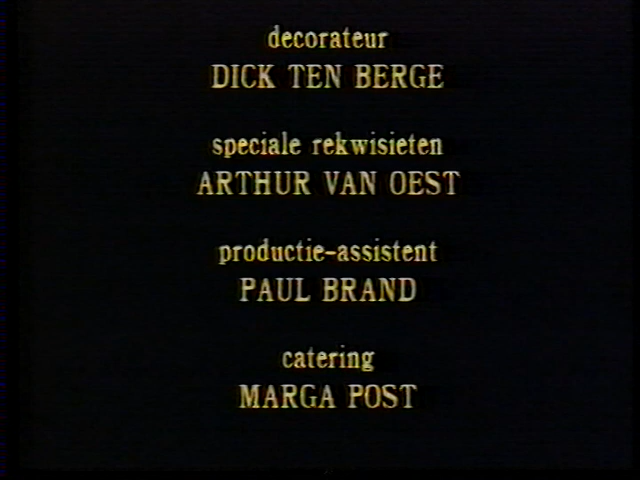 decorateur
DICK TEN BERGE
speciale rekwisieten
ARTHUR VAN OEST
productie-assistent
PAUL BRAND
catering
MARGA POST